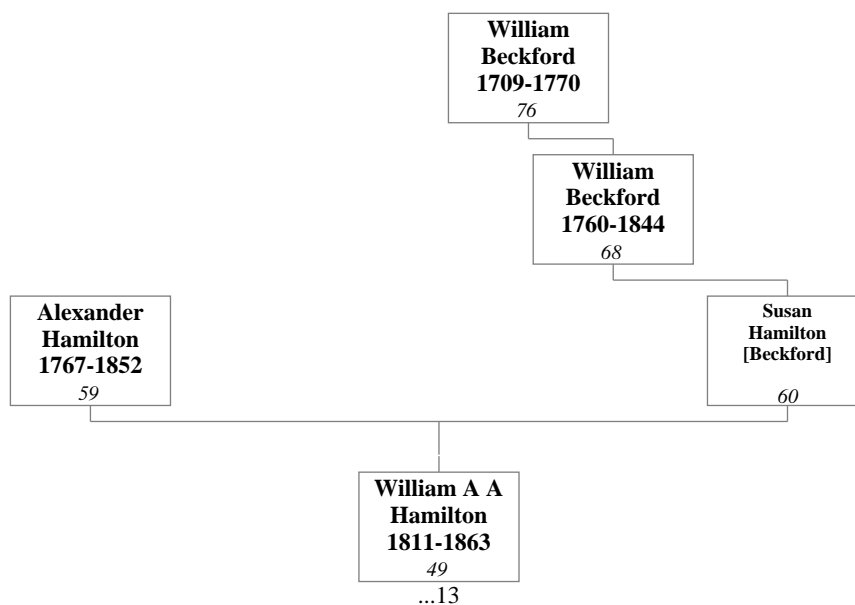 William
Beckford
1709-1770
76
William
Beckford
1760-1844
68
Alexander
Hamilton
1767-1852
59
Susan
Hamilton
[Beckford]
60
William A A
Hamilton
1811-1863
49
...13